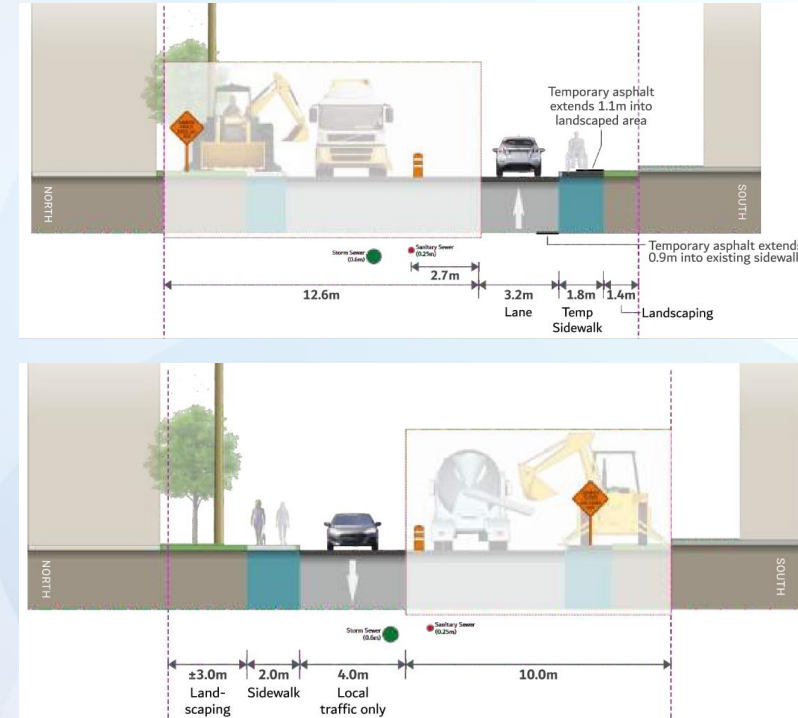 Temporary asphalt
extends 1.1m into
landscaped area
NORTH
SOUTH
Storm Sewer
(0.6m)
Sanitary Sewer
(0.25m)
Temporary asphalt extends
0.9m into existing sidewalk
2.7m
12.6m
3.2m
1.8m
1.4m
Lane
Temp
Sidewalk
Landscaping
NORTH
SOUTH
Storm Sewer
(0.6m)
Sanitary Sewer
(0.25m)
±3.0m
2.0m
4.0m
10.0m
Land-
scaping
Sidewalk
Local
traffic only